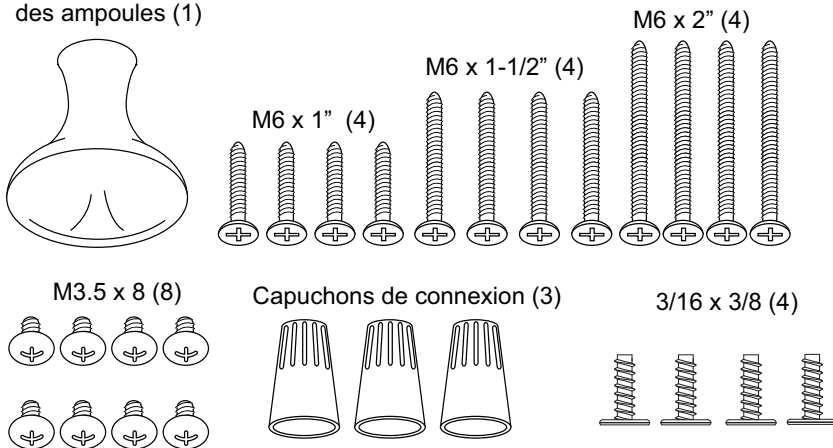 des ampoules (1)
M6 x 2” (4)
M6 x 1-1/2” (4)
M6 x 1” (4)
M3.5 x 8 (8)
Capuchons de connexion (3)
3/16 x 3/8 (4)